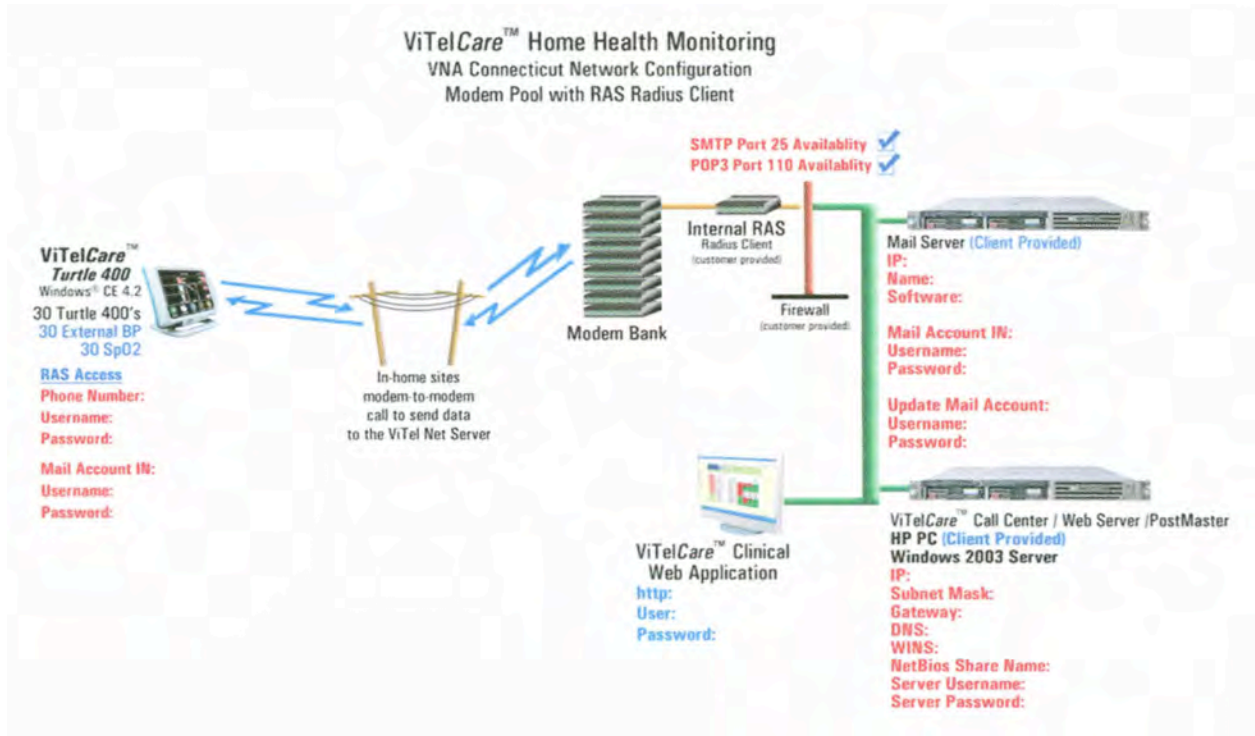 ViTelCare™ Home Health Monitoring
VNA Connecticut Network Configuration
Modem Pool with RAS Radius Client
SMTP Port 25 Availablity
POP3 Port 110 Availablity
ViTelCare™
Turtle 400
Windows® CE 4.2
30 Turtle 400's
30 External BP
30 SpO2
RAS Access
Phone Number:
Username:
Password:
Mail Account IN:
Username:
Password:
In-home sites
modem-to-modem
call to send data
to the ViTel Net Server
Modem Bank
Internal RAS
Radius Client
(customer provided)
Firewall
(customer provided)
Mail Server (Client Provided)
IP:
Name:
Software:
Mail Account IN:
Username:
Password:
Update Mail Account:
Username:
Password:
ViTelCare™ Clinical
Web Application
http:
User:
Password:
ViTelCare™ Call Center / Web Server /PostMaster
HP PC (Client Provided)
Windows 2003 Server
IP:
Subnet Mask:
Gateway:
DNS:
WINS:
NetBios Share Name:
Server Username:
Server Password: